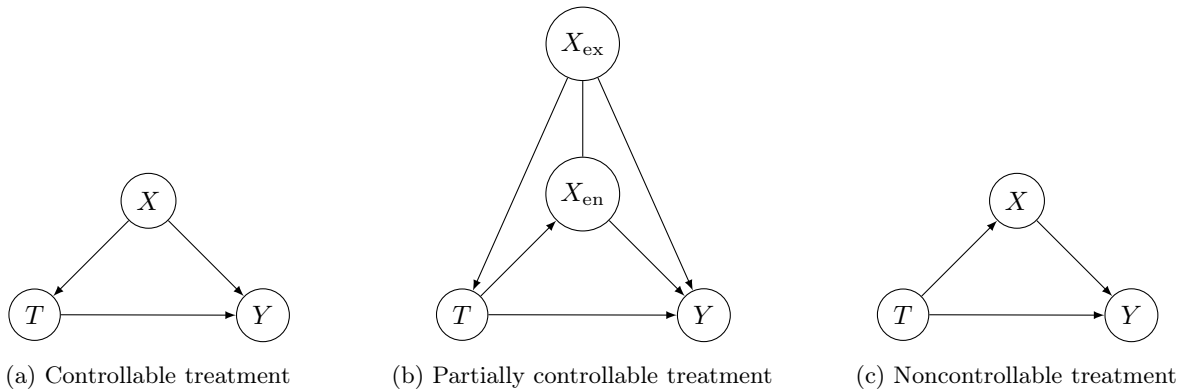 X_ex
X_en
X
X
T
Y
T
Y
T
Y
(a) Controllable treatment
(b) Partially controllable treatment
(c) Noncontrollable treatment